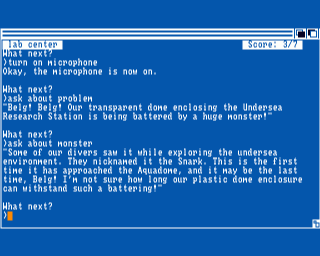 lab center Score: 3/7
What next?
)turn on microphone
Okay, the microphone is now on.
What next?
)ask about problem
"Belg! Belg! Our transparent dome enclosing the Undersea
Research Station is being battered by a huge monster!"
What next?
)ask about monster
"Some of our divers saw it while exploring the undersea
environment. They nicknamed it the Snark. This is the first
time it has approached the Aquadome, and it may be the last
time, Belg! I'm not sure how long our plastic dome enclosure
can withstand such a battering!"
What next?
)